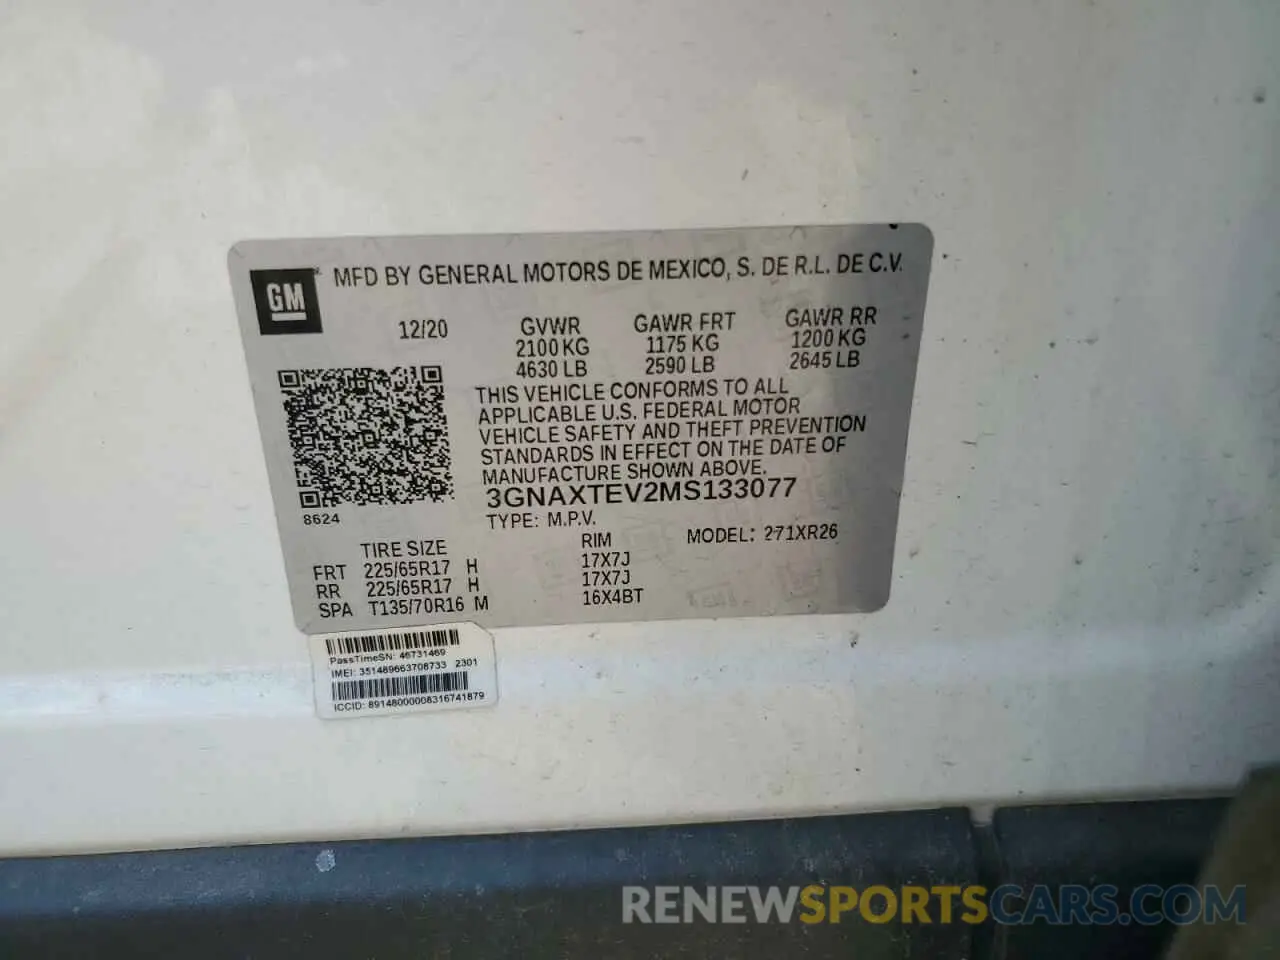 GM
MFD BY GENERAL MOTORS DE MEXICO, S. DE R.L. DE C.V.
12/20 GVWR GAWR FRT GAWR RR
2100 KG 1175 KG 1200 KG
4630 LB 2590 LB 2645 LB
THIS VEHICLE CONFORMS TO ALL
APPLICABLE U.S. FEDERAL MOTOR
VEHICLE SAFETY AND THEFT PREVENTION
STANDARDS IN EFFECT ON THE DATE OF
MANUFACTURE SHOWN ABOVE.
3GNAXTEV2MS133077
8624
TYPE: M.P.V.
MODEL: 271XR26
TIRE SIZE RIM
FRT 225/65R17 H 17X7J
RR 225/65R17 H 17X7J
SPA T135/70R16 M 16X4BT
PassTimeSN: 46731469
IMEI: 351489663708733 2301
ICCID: 89148000008316741879
RENEWSPORTSCARS.COM